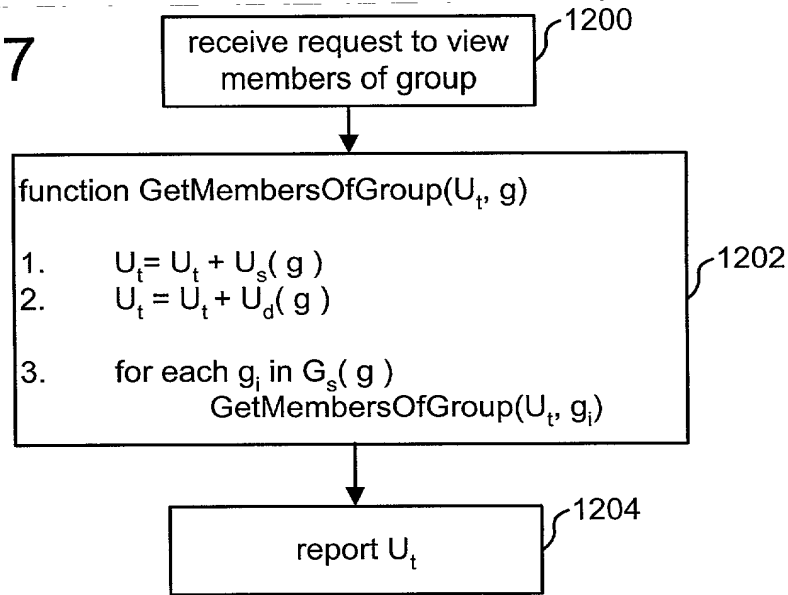 7
1200
receive request to view
members of group
function GetMembersOfGroup(Uₜ, g)
1. Uₜ= Uₜ + Uₛ( g )
2. Uₜ = Uₜ + U_d( g )
1202
3. for each gᵢ in Gₛ( g )
GetMembersOfGroup(Uₜ, gᵢ)
1204
report Uₜ